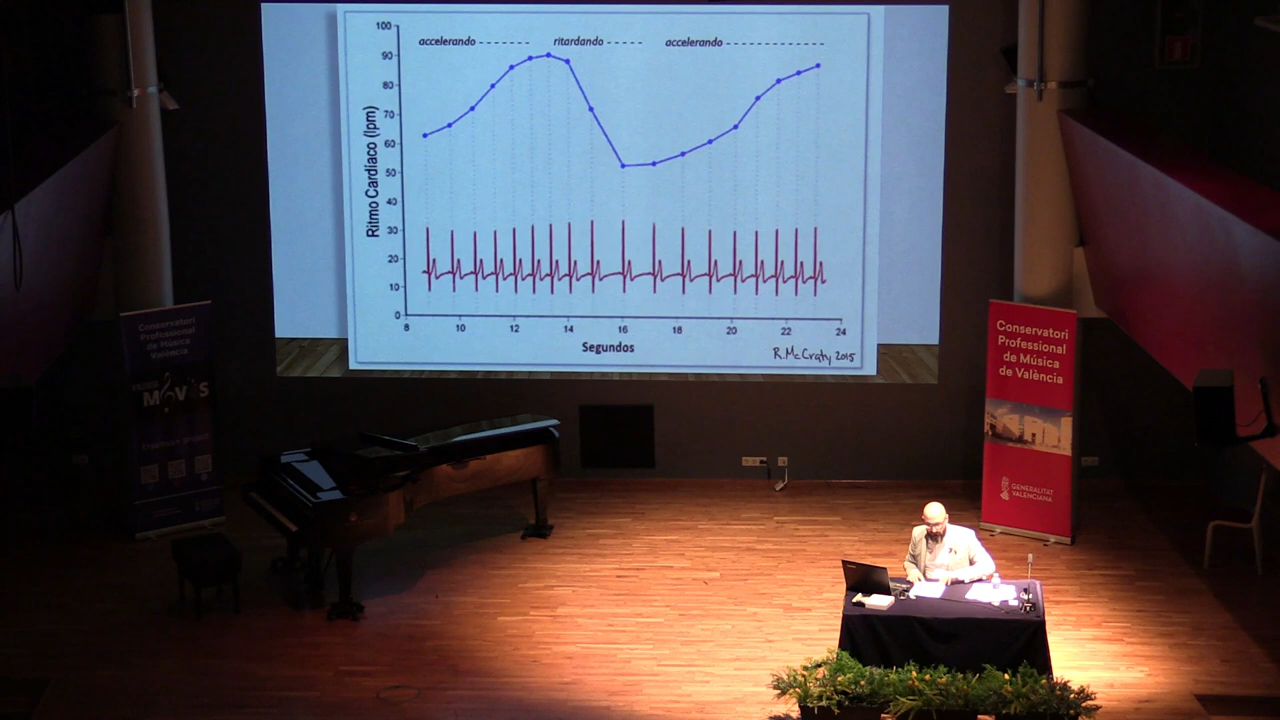 accelerando
ritardando
accelerando
100
90
80
70
60
50
40
30
20
10
0
Ritmo Cardiaco (lpm)
8
10
12
14
16
18
20
22
24
Segundos
R. McCraty 2015
Conservatori
Professional
de Música
València
MOVIS
Erasmus+ project
Conservatori
Professional
de Música
de València
GENERALITAT
VALENCIANA